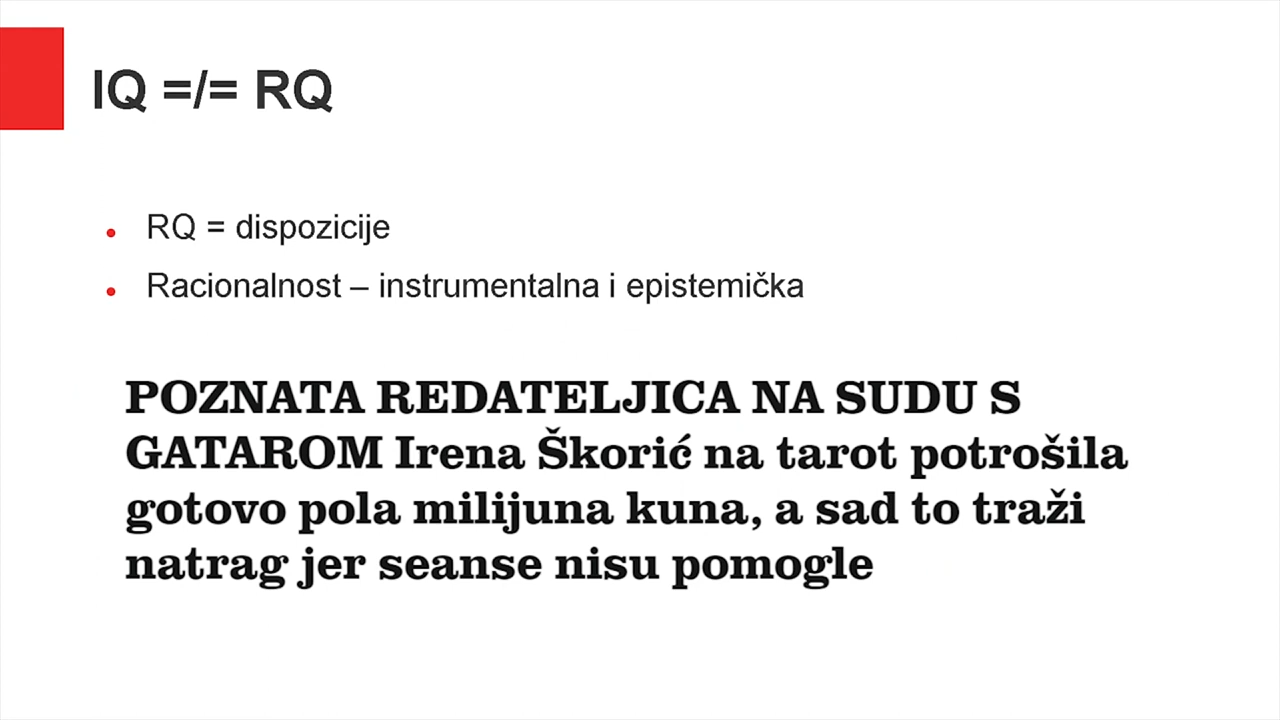 IQ =/= RQ
RQ = dispozicije
Racionalnost – instrumentalna i epistemička
POZNATA REDATELJICA NA SUDU S
GATAROM Irena Škorić na tarot potrošila
gotovo pola milijuna kuna, a sad to traži
natrag jer seanse nisu pomogle